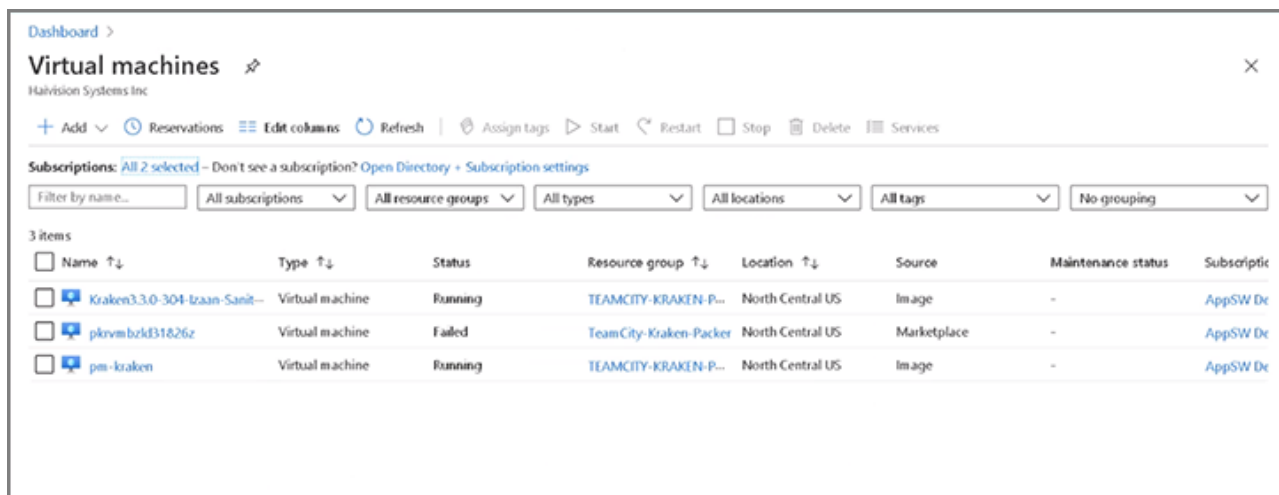 Dashboard >
Virtual machines
Haivision Systems Inc
+ Add Reservations Edit columns Refresh Assign tags Start Restart Stop Delete Services
Subscriptions: All 2 selected – Don't see a subscription? Open Directory + Subscription settings
Filter by name... All subscriptions All resource groups All types All locations All tags No grouping
3 items
Name ↑↓ Type ↑↓ Status Resource group ↑↓ Location ↑↓ Source Maintenance status Subscriptic
Kraken3.3.0-304-Izaan-Sanit··· Virtual machine Running TEAMCITY-KRAKEN-P... North Central US Image -
AppSW De
pkrvmbzkld31826z Virtual machine Failed TeamCity-Kraken-Packer North Central US Marketplace - AppSW De
pm-kraken Virtual machine Running TEAMCITY-KRAKEN-P... North Central US Image - AppSW De